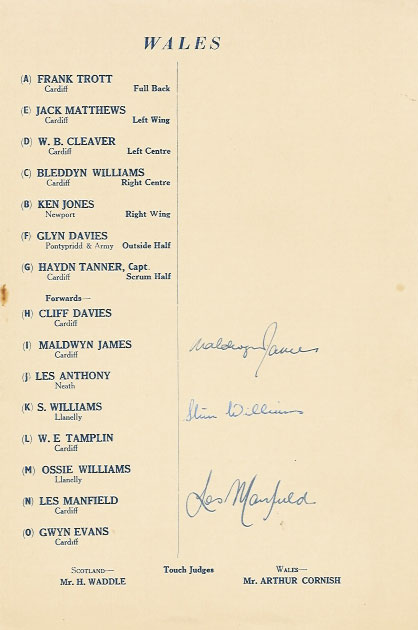 WALES
(A) FRANK TROTT
Cardiff Full Back
(E) JACK MATTHEWS
Cardiff Left Wing
(D) W. B. CLEAVER
Cardiff Left Centre
(C) BLEDDYN WILLIAMS
Cardiff Right Centre
(B) KEN JONES
Newport Right Wing
(F) GLYN DAVIES
Pontypridd & Army Outside Half
(G) HAYDN TANNER, Capt.
Cardiff Scrum Half
Forwards—
(H) CLIFF DAVIES
Cardiff
(I) MALDWYN JAMES Maldwyn James
Cardiff
(J) LES ANTHONY
Neath
(K) S. WILLIAMS Stan Williams
Llanelly
(L) W. E TAMPLIN
Cardiff
(M) OSSIE WILLIAMS
Llanelly
(N) LES MANFIELD Les Manfield
Cardiff
(O) GWYN EVANS
Cardiff
SCOTLAND— Touch Judges WALES—
Mr. H. WADDLE Mr. ARTHUR CORNISH